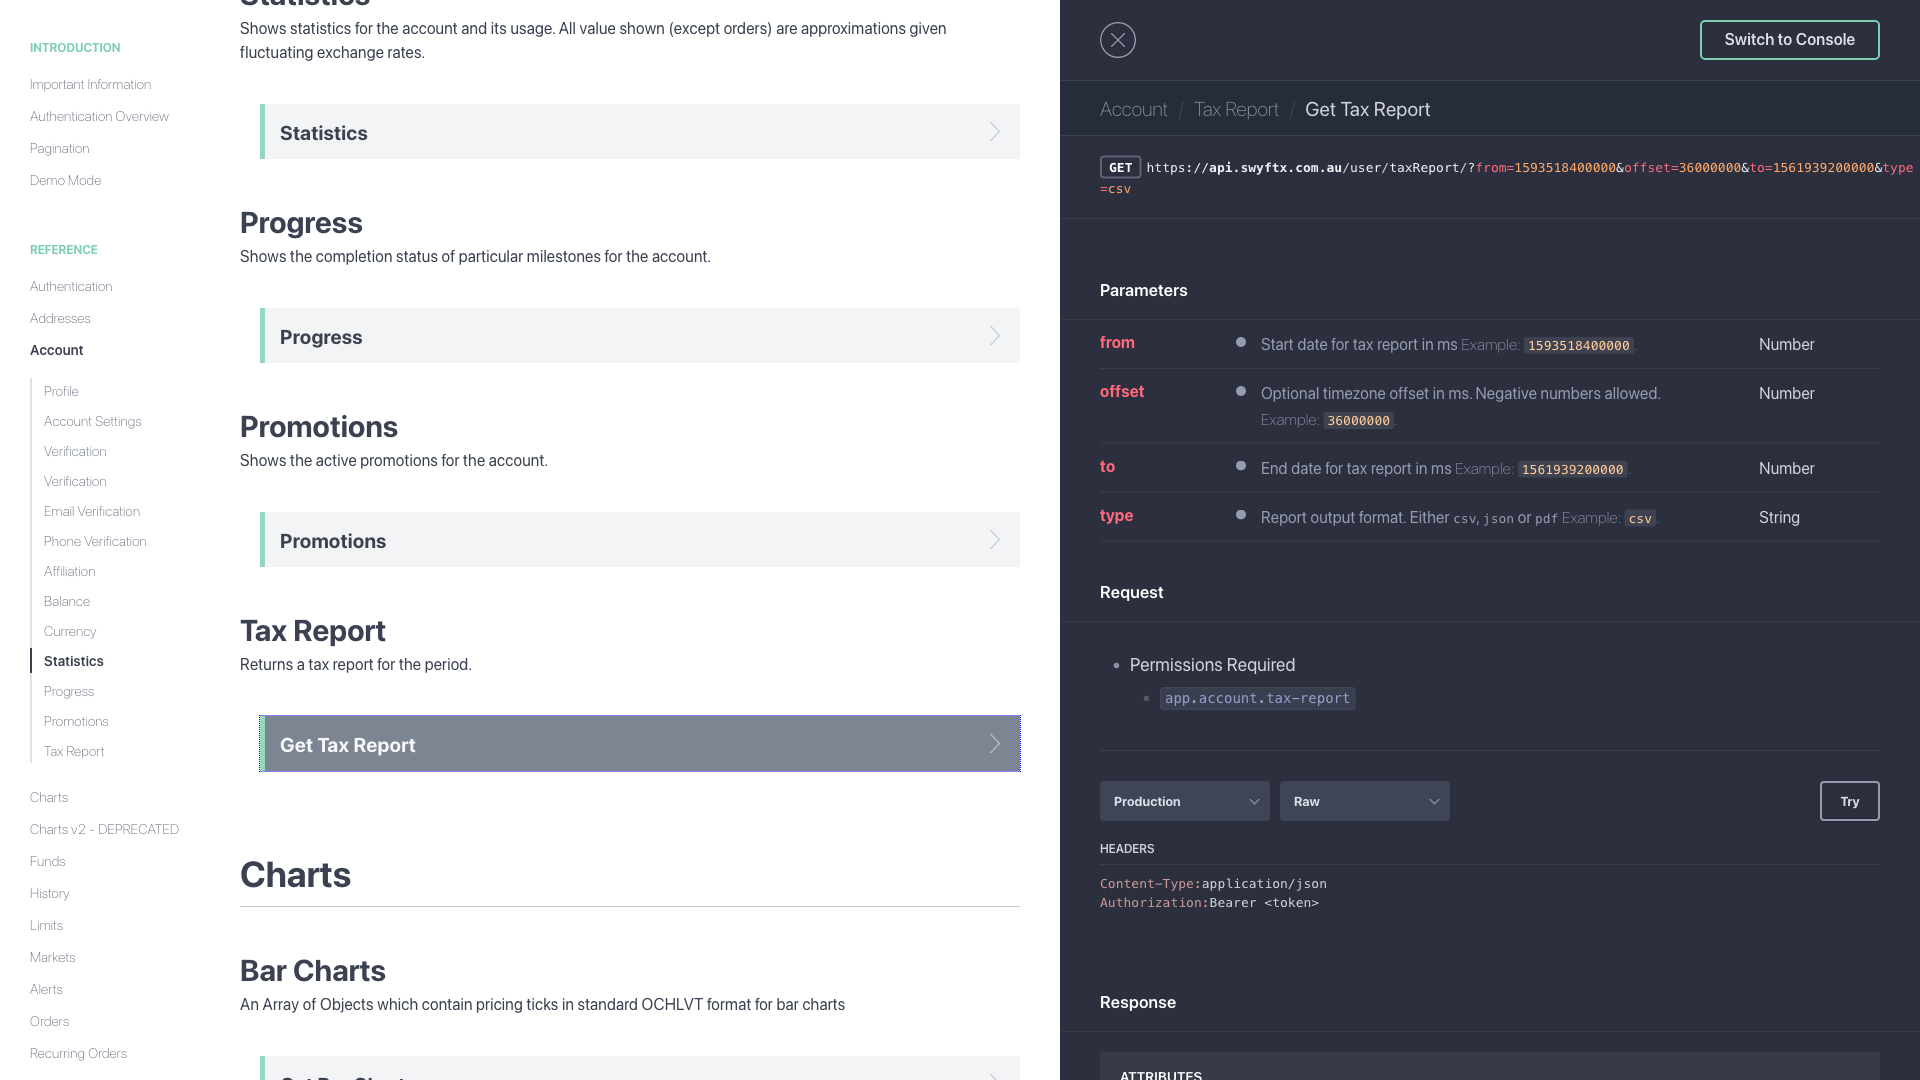 INTRODUCTION
Important Information
Authentication Overview
Pagination
Demo Mode
REFERENCE
Authentication
Addresses
Account
Profile
Account Settings
Verification
Verification
Email Verification
Phone Verification
Affiliation
Balance
Currency
Statistics
Progress
Promotions
Tax Report
Charts
Charts v2 - DEPRECATED
Funds
History
Limits
Markets
Alerts
Orders
Recurring Orders
Statistics
Shows statistics for the account and its usage. All value shown (except orders) are approximations given
fluctuating exchange rates.
Statistics
Progress
Shows the completion status of particular milestones for the account.
Progress
Promotions
Shows the active promotions for the account.
Promotions
Tax Report
Returns a tax report for the period.
Get Tax Report
Charts
Bar Charts
An Array of Objects which contain pricing ticks in standard OCHLVT format for bar charts
Get Bar Chart
Switch to Console
Account / Tax Report / Get Tax Report
GET https://api.swyftx.com.au/user/taxReport/?from=1593518400000&offset=36000000&to=1561939200000&type
=csv
Parameters
from Start date for tax report in ms Example: 1593518400000. Number
offset Optional timezone offset in ms. Negative numbers allowed. Number
Example: 36000000.
to End date for tax report in ms Example: 1561939200000. Number
type Report output format. Either csv, json or pdf Example: csv. String
Request
Permissions Required
app.account.tax-report
Production Raw Try
HEADERS
Content-Type:application/json
Authorization:Bearer <token>
Response
ATTRIBUTES